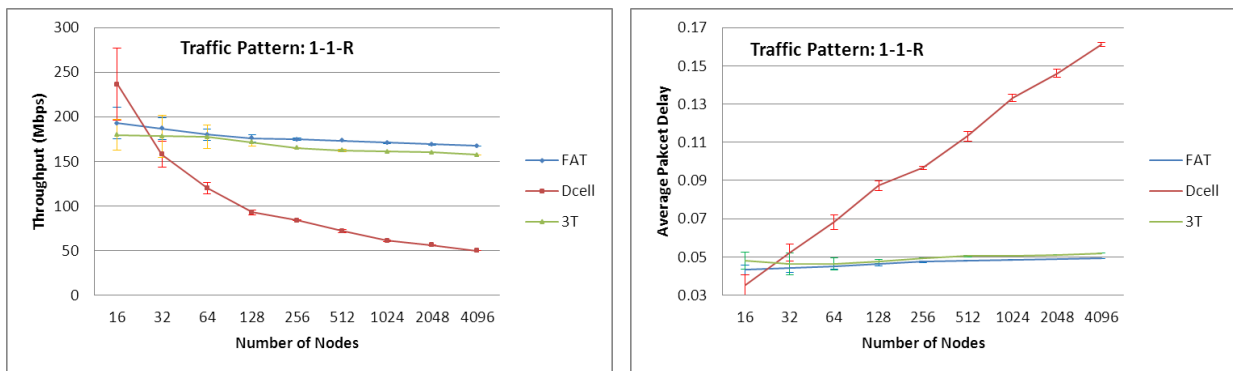 Traffic Pattern: 1-1-R
Throughput (Mbps)
300
250
200
150
100
50
0
16 32 64 128 256 512 1024 2048 4096
Number of Nodes
FAT
Dcell
3T
Traffic Pattern: 1-1-R
Average Pakcet Delay
0.17
0.15
0.13
0.11
0.09
0.07
0.05
0.03
16 32 64 128 256 512 1024 2048 4096
Number of Nodes
FAT
Dcell
3T